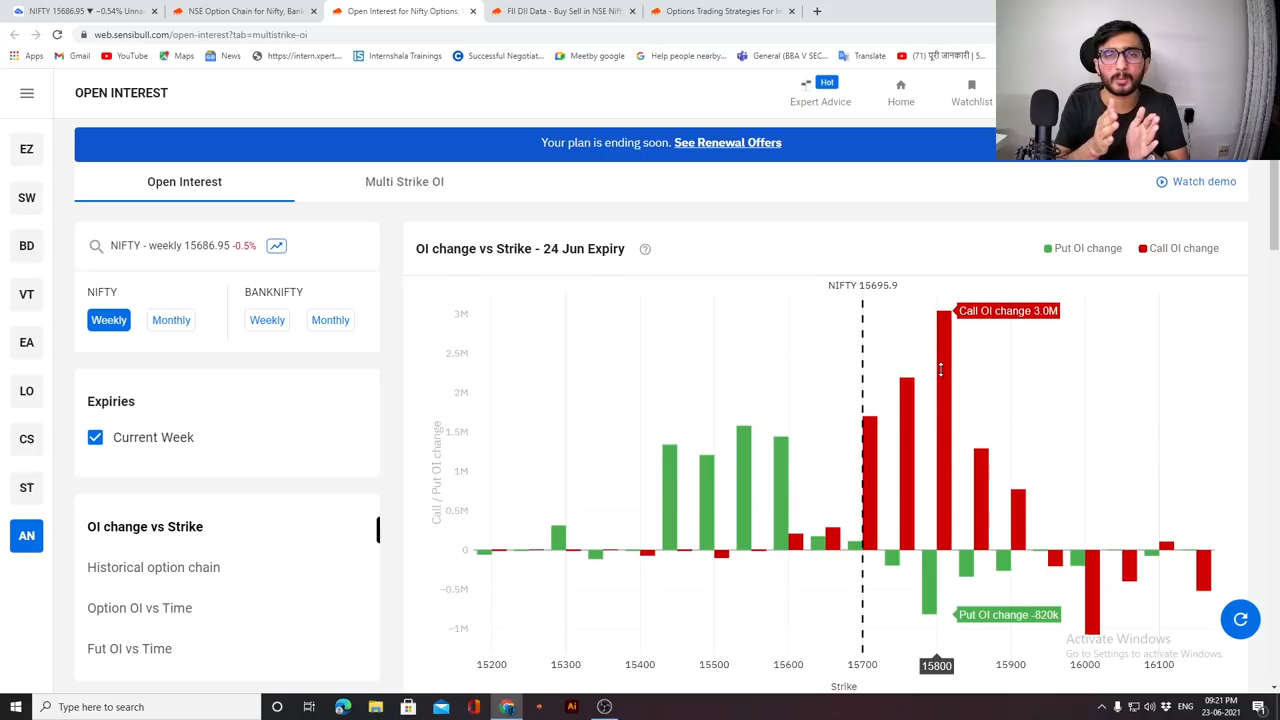 NIFTY 15686.95 ▼ −0.54% Unna
NSE Option Chain for Nifty, Bank
Open Interest for Nifty Options,
FII DII Data - Buy Sell in NSE Nif
Options Trading Strategies For In
web.sensibull.com/open-interest?tab=multistrike-oi
Apps
Gmail
YouTube
Maps
News
https://intern.xpert....
Internshala Trainings
Successful Negotiat...
Meetby google
Help people nearby...
General (BBA V SEC...
Translate
(71) पूरी जानकारी | S...
OPEN INTEREST
Hot
Expert Advice
Home
Watchlist
Your plan is ending soon. See Renewal Offers
Open Interest
Multi Strike OI
Watch demo
EZ
SW
BD
VT
EA
LO
CS
ST
AN
NIFTY - weekly 15686.95 -0.5%
NIFTY
BANKNIFTY
Weekly
Monthly
Weekly
Monthly
Expiries
Current Week
OI change vs Strike
Historical option chain
Option OI vs Time
Fut OI vs Time
OI change vs Strike - 24 Jun Expiry
Put OI change
Call OI change
NIFTY 15695.9
Call OI change 3.0M
Put OI change -820k
Call / Put OI change
3M
2.5M
2M
1.5M
1M
0.5M
0
−0.5M
−1M
15200
15300
15400
15500
15600
15700
15800
15900
16000
16100
Strike
Activate Windows
Go to Settings to activate Windows.
Type here to search
Ai
ENG
09:21 PM
23-06-2021
1